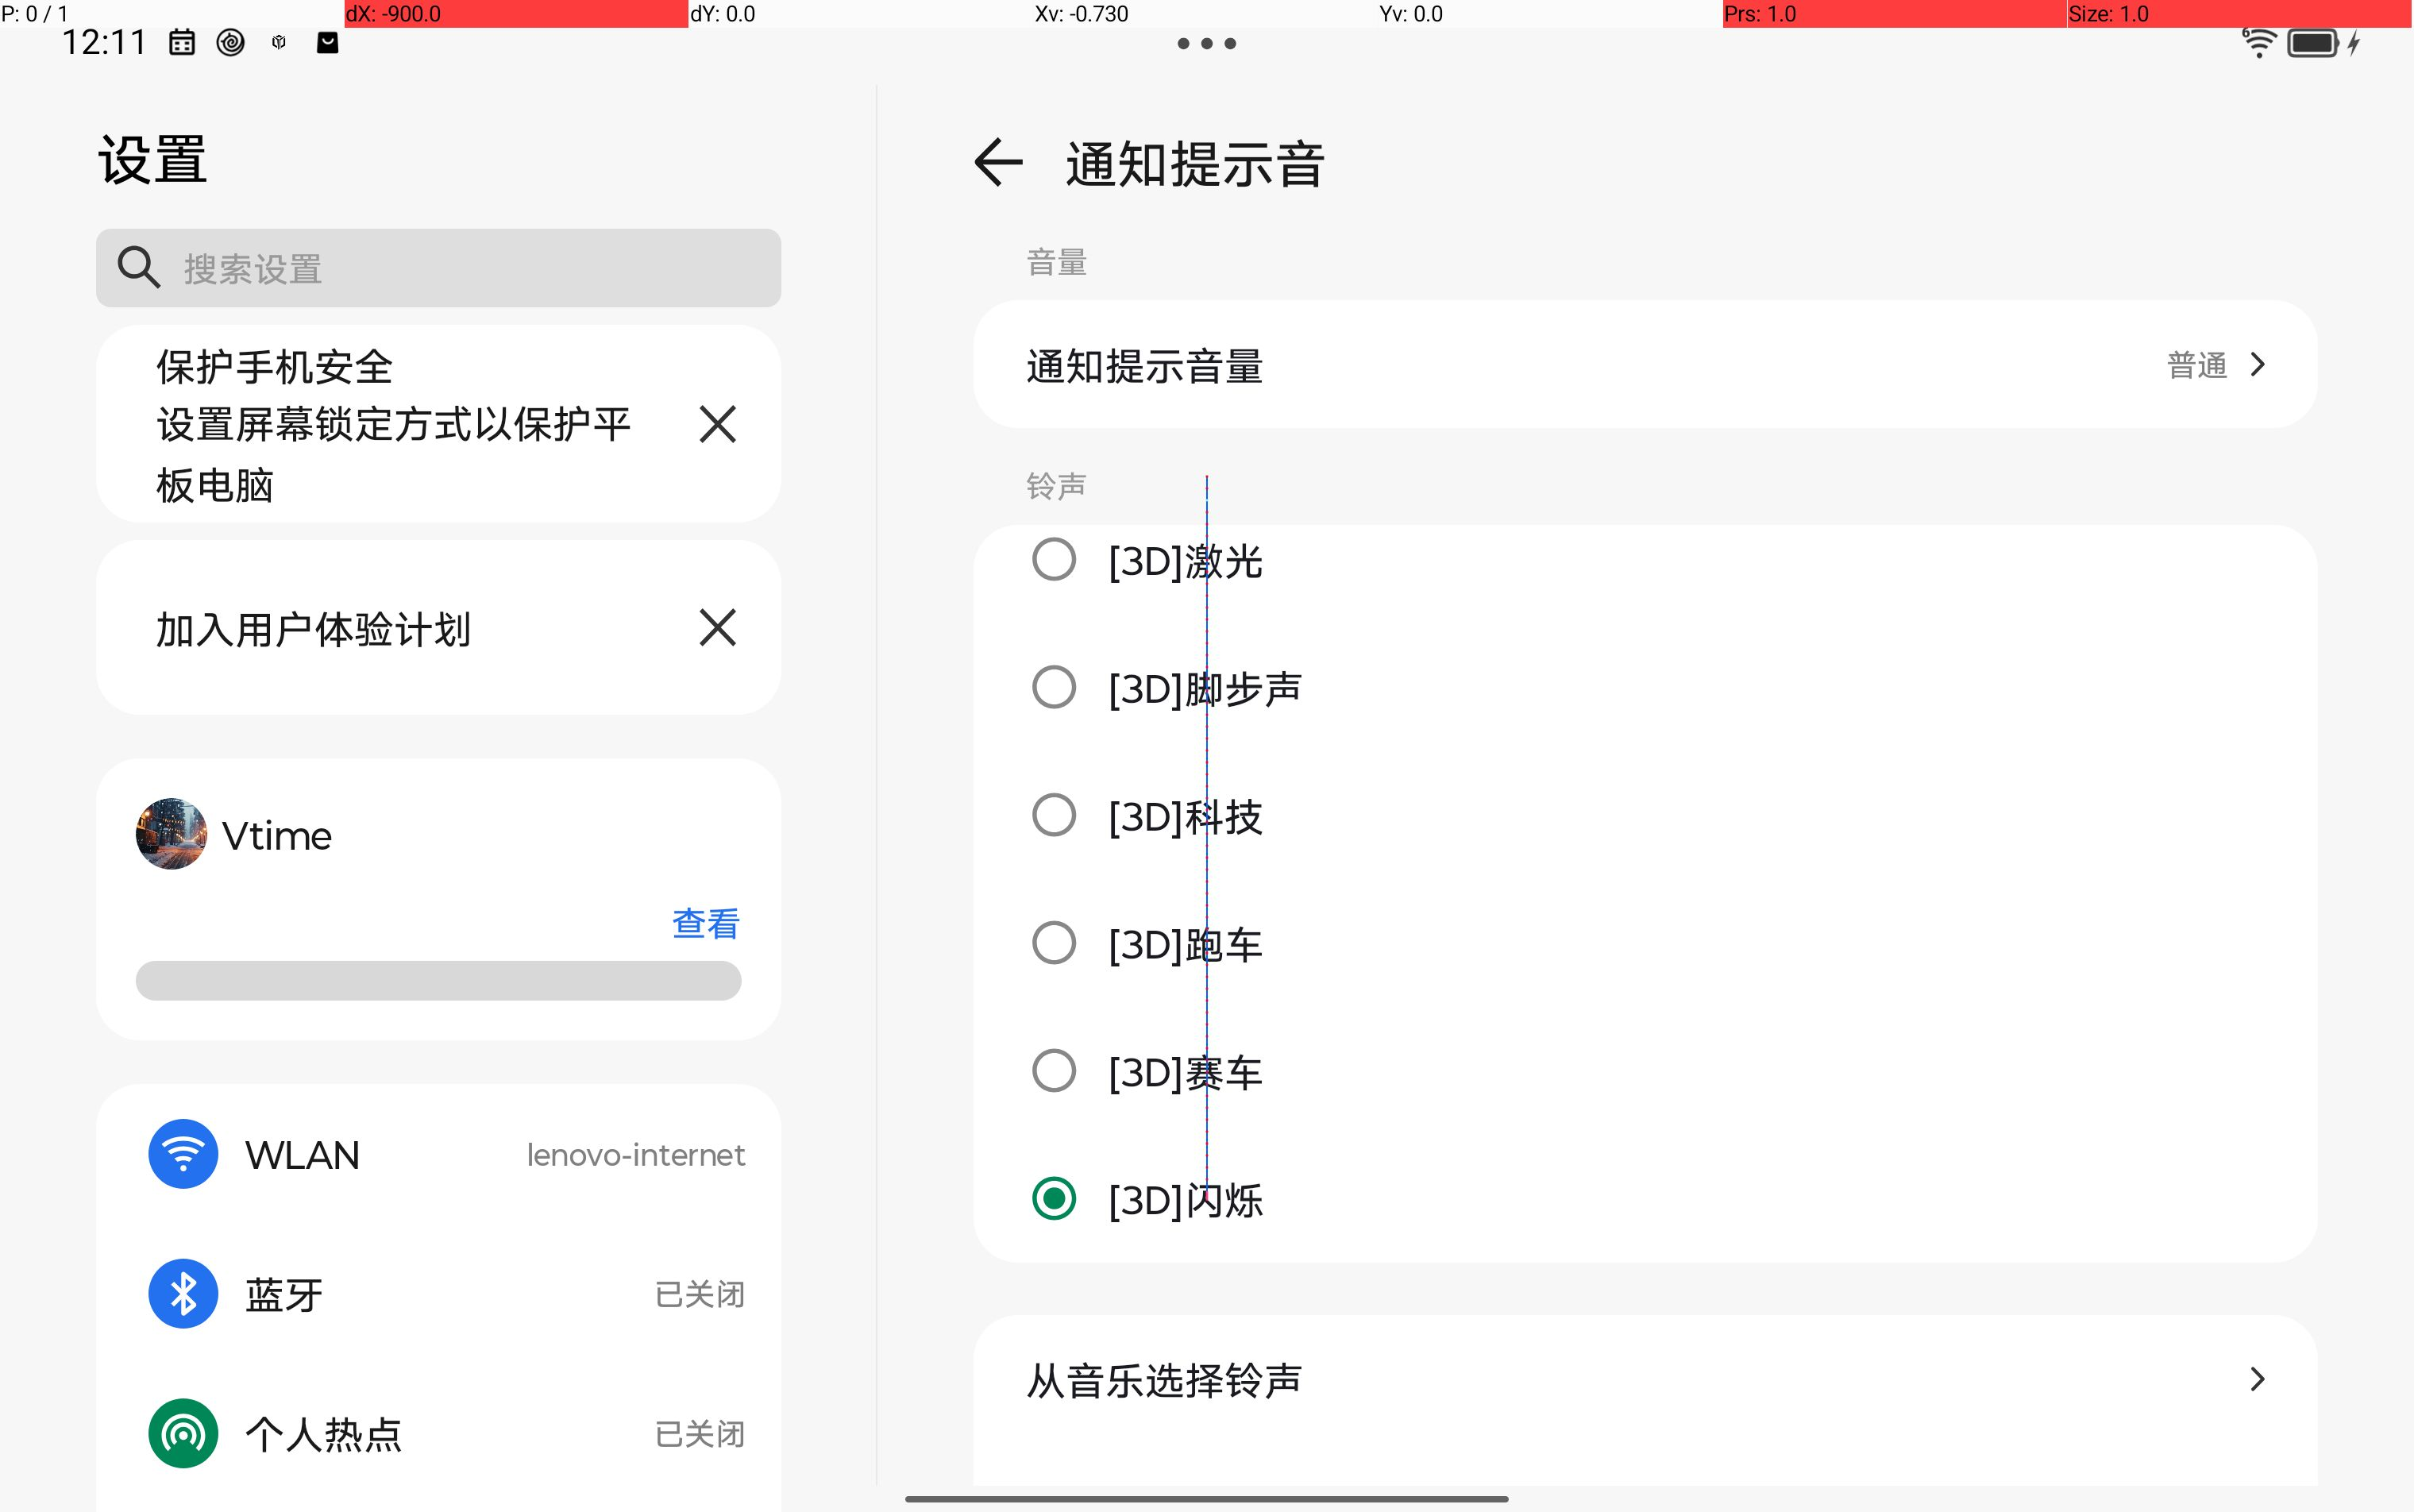 P: 0 / 1
dX: -900.0
dY: 0.0
Xv: -0.730
Yv: 0.0
Prs: 1.0
Size: 1.0
12:11
6
设置
搜索设置
保护手机安全
设置屏幕锁定方式以保护平
板电脑
加入用户体验计划
Vtime
查看
WLAN
lenovo-internet
蓝牙
已关闭
个人热点
已关闭
通知提示音
音量
通知提示音量
普通
铃声
[3D]激光
[3D]脚步声
[3D]科技
[3D]跑车
[3D]赛车
[3D]闪烁
从音乐选择铃声